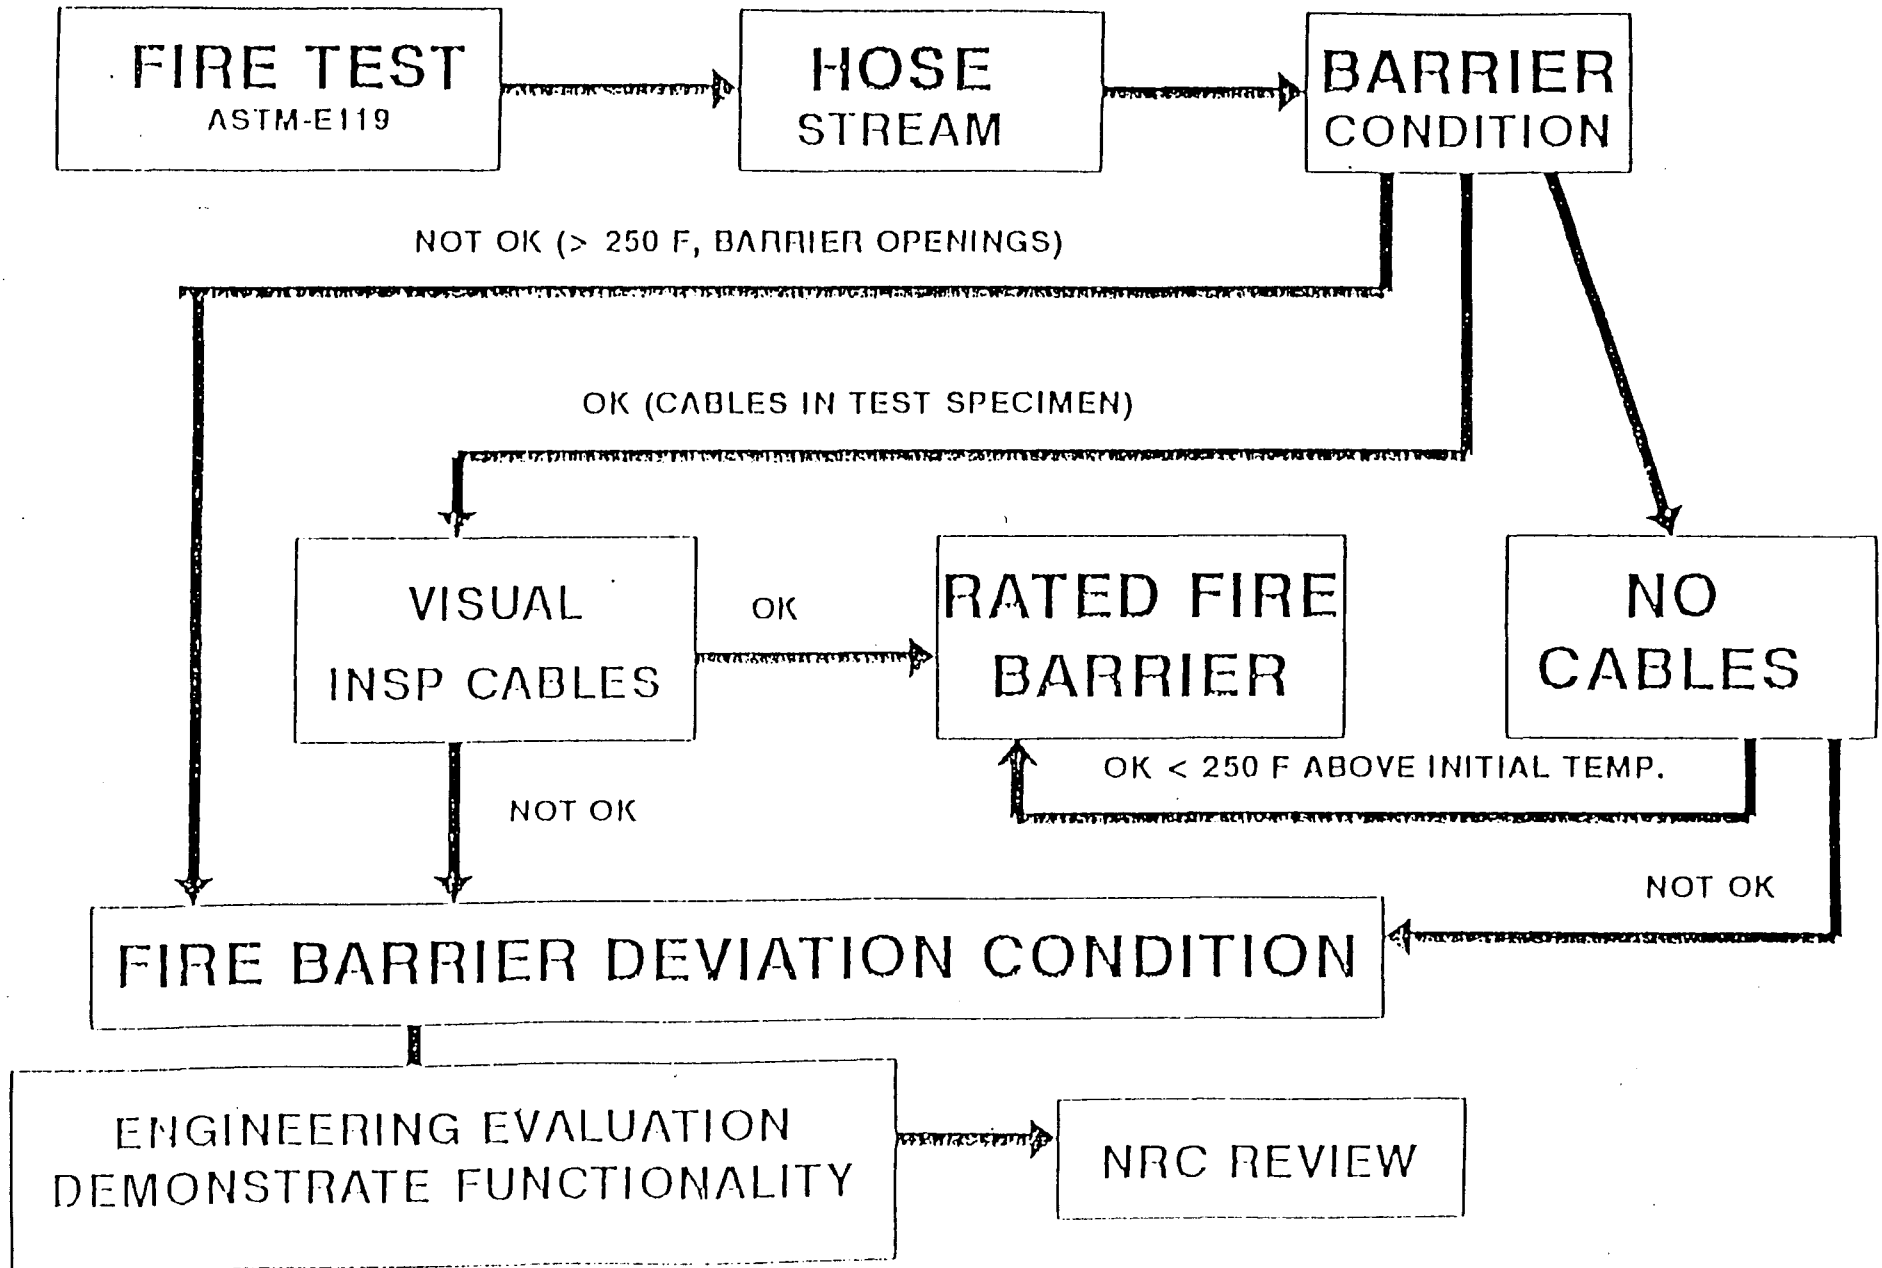 FIRE TEST
ASTM-E119
HOSE
STREAM
BARRIER
CONDITION
NOT OK (> 250 F, BARRIER OPENINGS)
OK (CABLES IN TEST SPECIMEN)
VISUAL
INSP CABLES
OK
RATED FIRE
BARRIER
NO
CABLES
OK < 250 F ABOVE INITIAL TEMP.
NOT OK
NOT OK
FIRE BARRIER DEVIATION CONDITION
ENGINEERING EVALUATION
DEMONSTRATE FUNCTIONALITY
NRC REVIEW